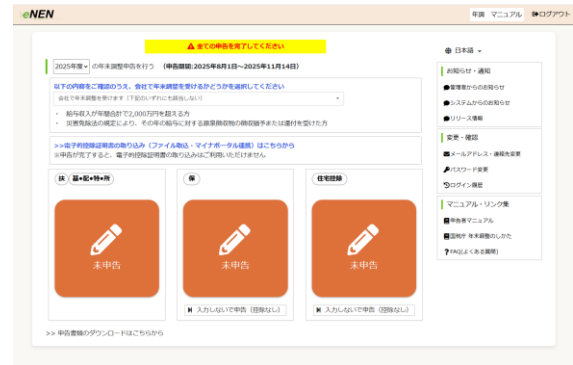 eNEN
年調 マニュアル
ログアウト
全ての申告を完了してください
2025年度 の年末調整申告を行う (申告期間:2025年8月1日～2025年11月14日)
以下の内容をご確認のうえ、会社で年末調整を受けるかどうかを選択してください
会社で年末調整を受けます（下記のいずれにも該当しない）
・ 給与収入が年間合計で2,000万円を超える方
・ 災害免除法の規定により、その年の給与に対する源泉徴収物の徴収猶予または還付を受けた方
>>電子的控除証明書の取り込み（ファイル取込・マイナポータル連携）はこちらから
※申告が完了すると、電子的控除証明書の取り込みはご利用いただけません
扶 基•配•特•所
未申告
保
未申告
入力しないで申告（控除なし）
住宅控除
未申告
入力しないで申告（控除なし）
>> 申告書類のダウンロードはこちらから
日本語
お知らせ・通知
管理者からのお知らせ
システムからのお知らせ
リリース情報
変更・確認
メールアドレス・連絡先変更
パスワード変更
ログイン履歴
マニュアル・リンク集
申告者マニュアル
国税庁 年末調整のしかた
FAQ(よくある質問)